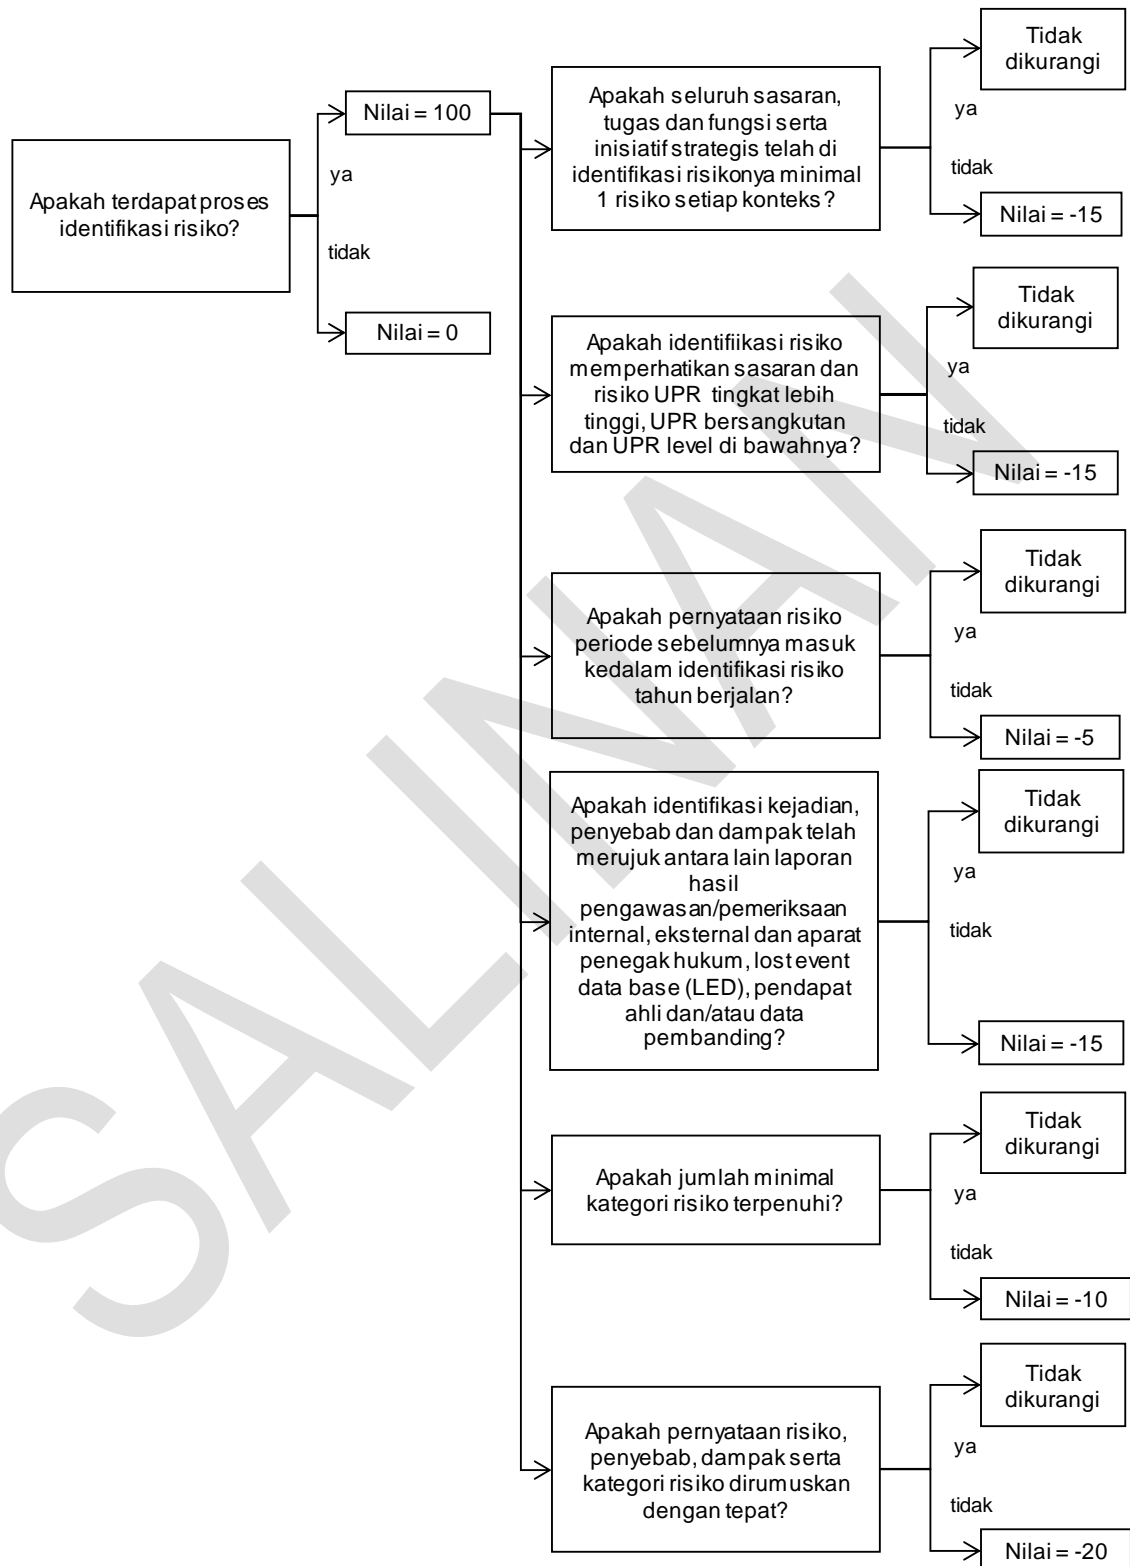 Apakah terdapat proses
identifikasi risiko?
ya
tidak
Nilai = 100
Nilai = 0
Apakah seluruh sasaran,
tugas dan fungsi serta
inisiatif strategis telah di
identifikasi risikonya minimal
1 risiko setiap konteks?
Tidak
dikurangi
ya
tidak
Nilai = -15
Apakah identifiikasi risiko
memperhatikan sasaran dan
risiko UPR tingkat lebih
tinggi, UPR bersangkutan
dan UPR level di bawahnya?
Tidak
dikurangi
ya
tidak
Nilai = -15
Apakah pernyataan risiko
periode sebelumnya masuk
kedalam identifikasi risiko
tahun berjalan?
Tidak
dikurangi
ya
tidak
Nilai = -5
Apakah identifikasi kejadian,
penyebab dan dampak telah
merujuk antara lain laporan
hasil
pengawasan/pemeriksaan
internal, eksternal dan aparat
penegak hukum, lost event
data base (LED), pendapat
ahli dan/atau data
pembanding?
Tidak
dikurangi
ya
tidak
Nilai = -15
Apakah jumlah minimal
kategori risiko terpenuhi?
Tidak
dikurangi
ya
tidak
Nilai = -10
Apakah pernyataan risiko,
penyebab, dampak serta
kategori risiko dirumuskan
dengan tepat?
Tidak
dikurangi
ya
tidak
Nilai = -20
SALINAN